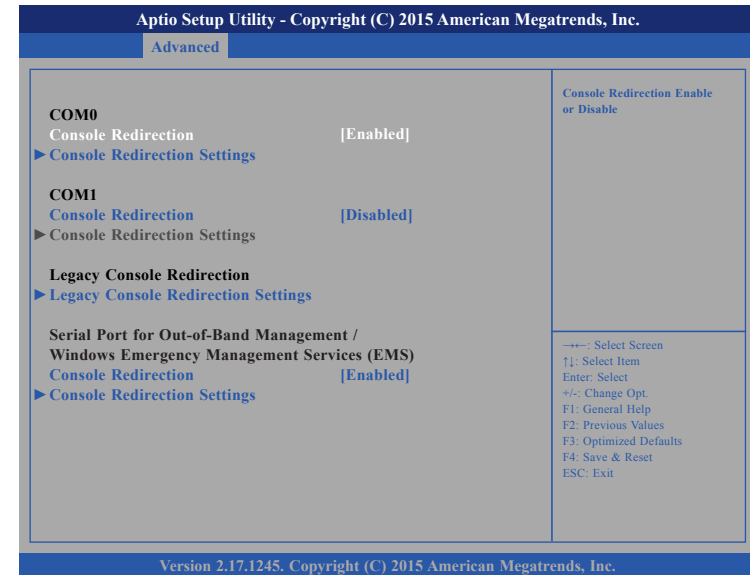 Aptio Setup Utility - Copyright (C) 2015 American Megatrends, Inc.
Advanced
COM0
Console Redirection [Enabled]
►Console Redirection Settings
COM1
Console Redirection [Disabled]
►Console Redirection Settings
Legacy Console Redirection
►Legacy Console Redirection Settings
Serial Port for Out-of-Band Management /
Windows Emergency Management Services (EMS)
Console Redirection [Enabled]
►Console Redirection Settings
Console Redirection Enable
or Disable
→←: Select Screen
↑↓: Select Item
Enter: Select
+/-: Change Opt.
F1: General Help
F2: Previous Values
F3: Optimized Defaults
F4: Save & Reset
ESC: Exit
Version 2.17.1245. Copyright (C) 2015 American Megatrends, Inc.